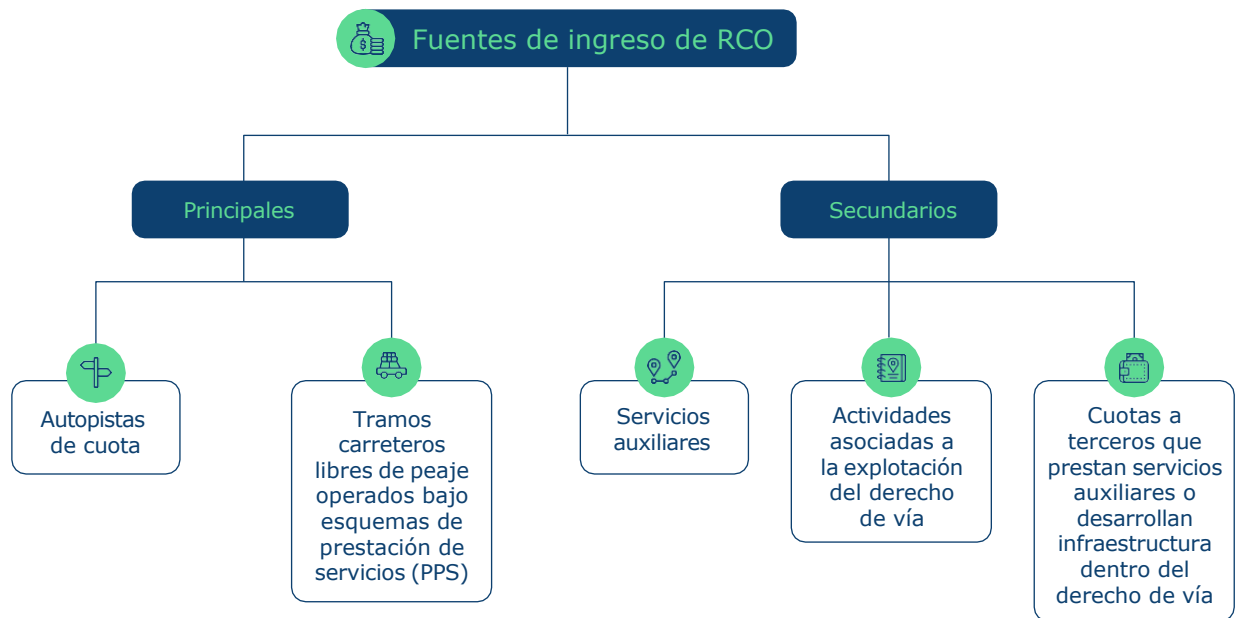 Fuentes de ingreso de RCO
Principales
Secundarios
Autopistas
de cuota
Tramos
carreteros
libres de peaje
operados bajo
esquemas de
prestación de
servicios (PPS)
Servicios
auxiliares
Actividades
asociadas a
la explotación
del derecho
de vía
Cuotas a
terceros que
prestan servicios
auxiliares o
desarrollan
infraestructura
dentro del
derecho de vía